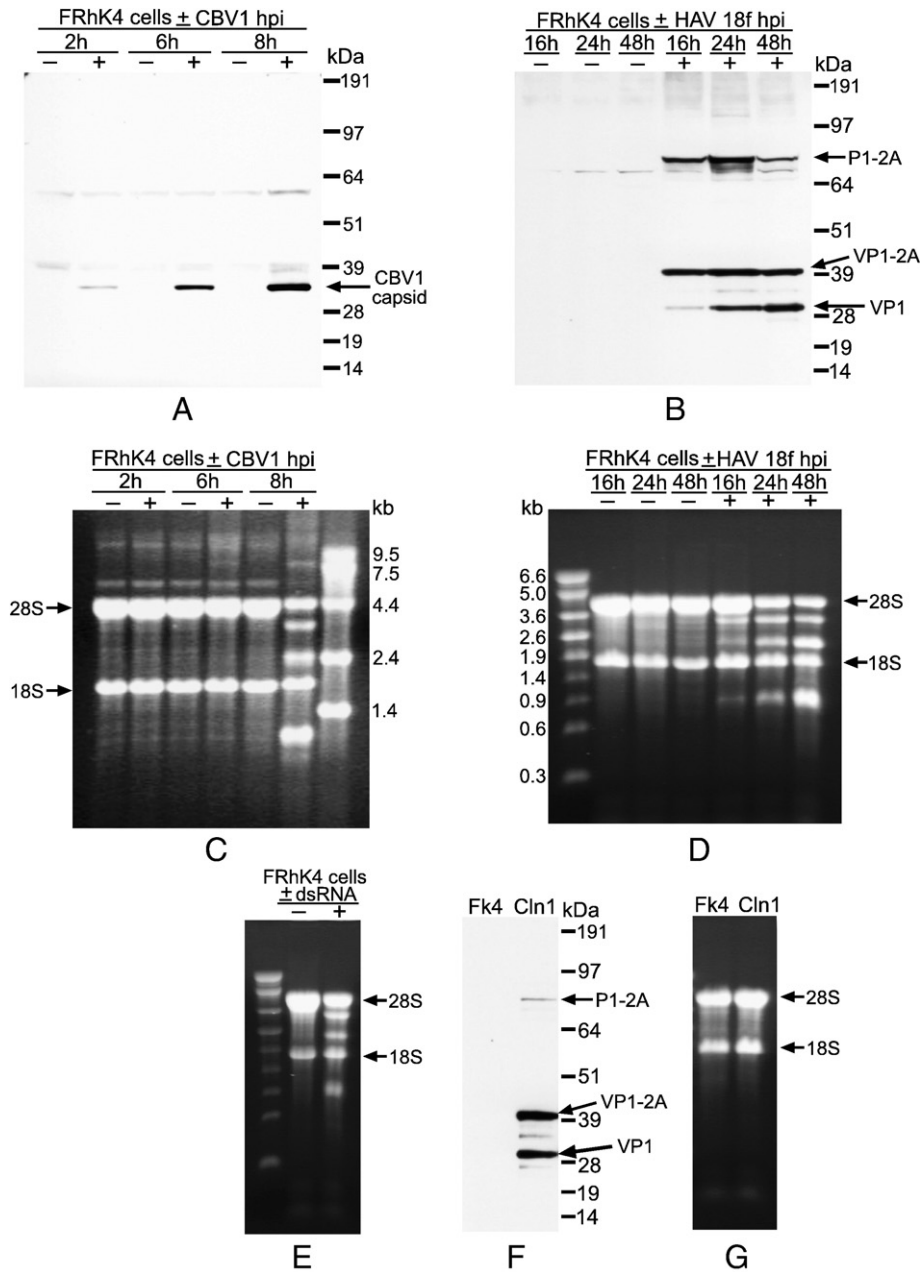 FRhK4 cells ± CBV1 hpi
2h 6h 8h
– + – + – + kDa
191
97
64
51
39
CBV1 capsid
28
19
14
A
FRhK4 cells ± HAV 18f hpi
16h 24h 48h 16h 24h 48h
– – – + + + kDa
191
97
P1-2A
64
51
VP1-2A
39
VP1
28
19
14
B
FRhK4 cells ± CBV1 hpi
2h 6h 8h
– + – + – + kb
9.5
7.5
28S 4.4
2.4
18S
1.4
C
FRhK4 cells ± HAV 18f hpi
16h 24h 48h 16h 24h 48h
kb – – – + + +
6.6
5.0 28S
3.6
2.6
1.9 18S
1.4
0.9
0.6
0.3
D
FRhK4 cells
± dsRNA
– +
28S
18S
E
Fk4 Cln1 kDa
191
97
P1-2A
64
51
VP1-2A
39
VP1
28
19
14
F
Fk4 Cln1
28S
18S
G